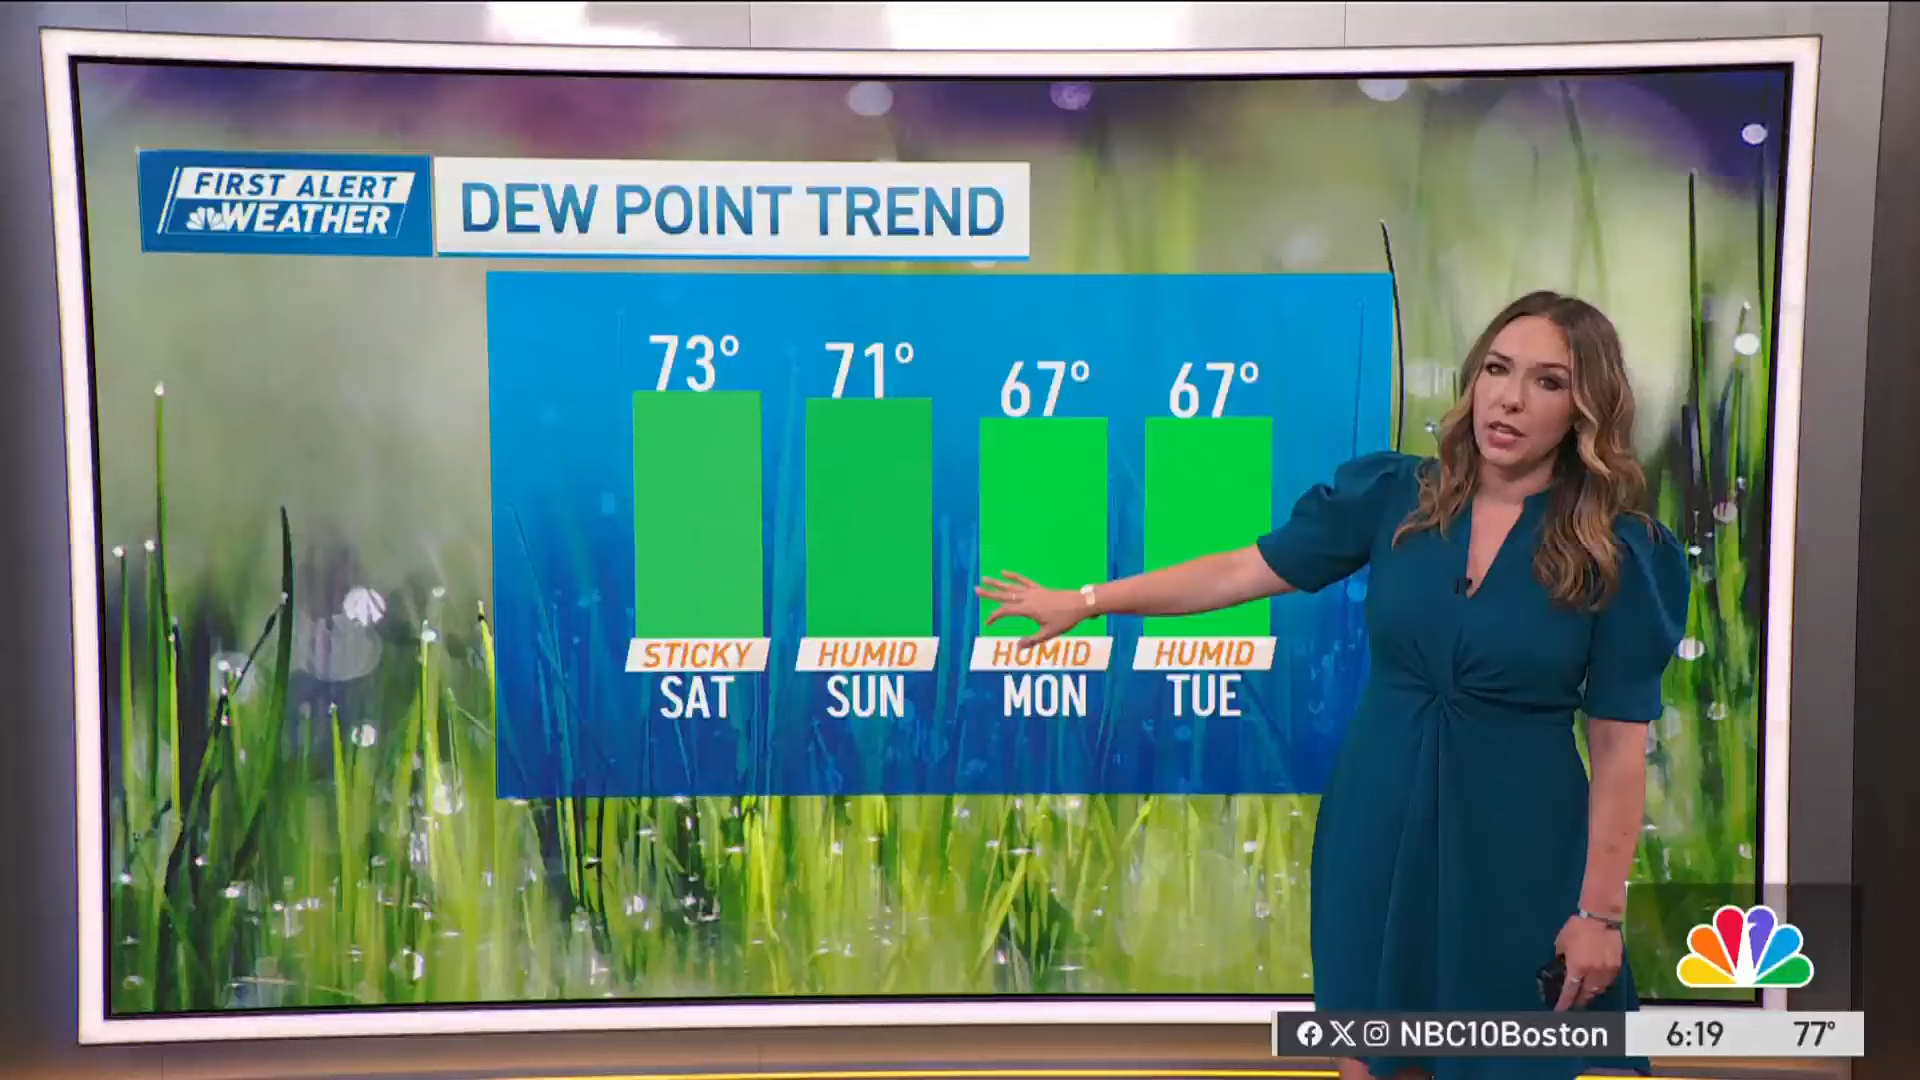 FIRST ALERT
WEATHER
DEW POINT TREND
73° 71° 67° 67°
STICKY HUMID HUMID HUMID
SAT SUN MON TUE
NBC10Boston 6:19 77°